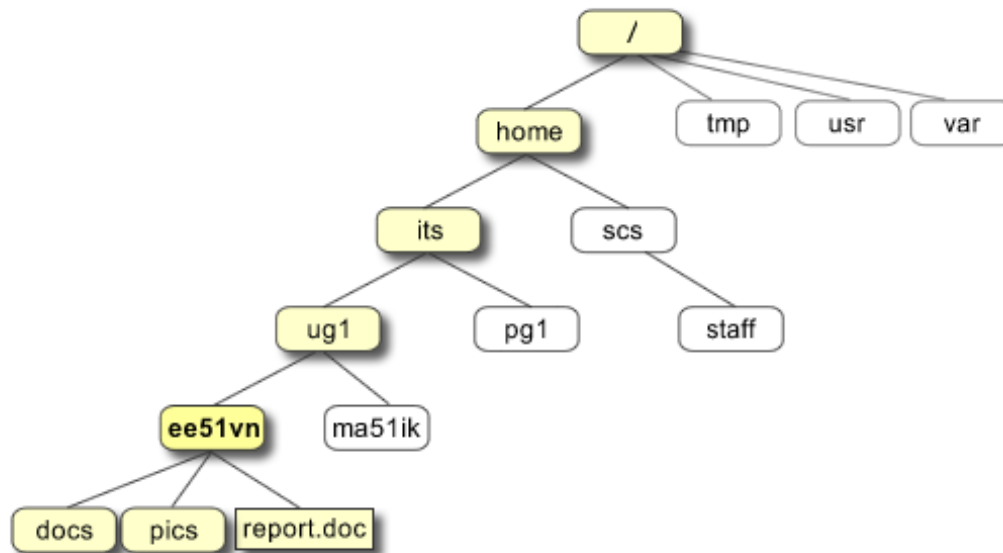 /
home
tmp
usr
var
its
scs
ug1
pg1
staff
ee51vn
ma51ik
docs
pics
report.doc